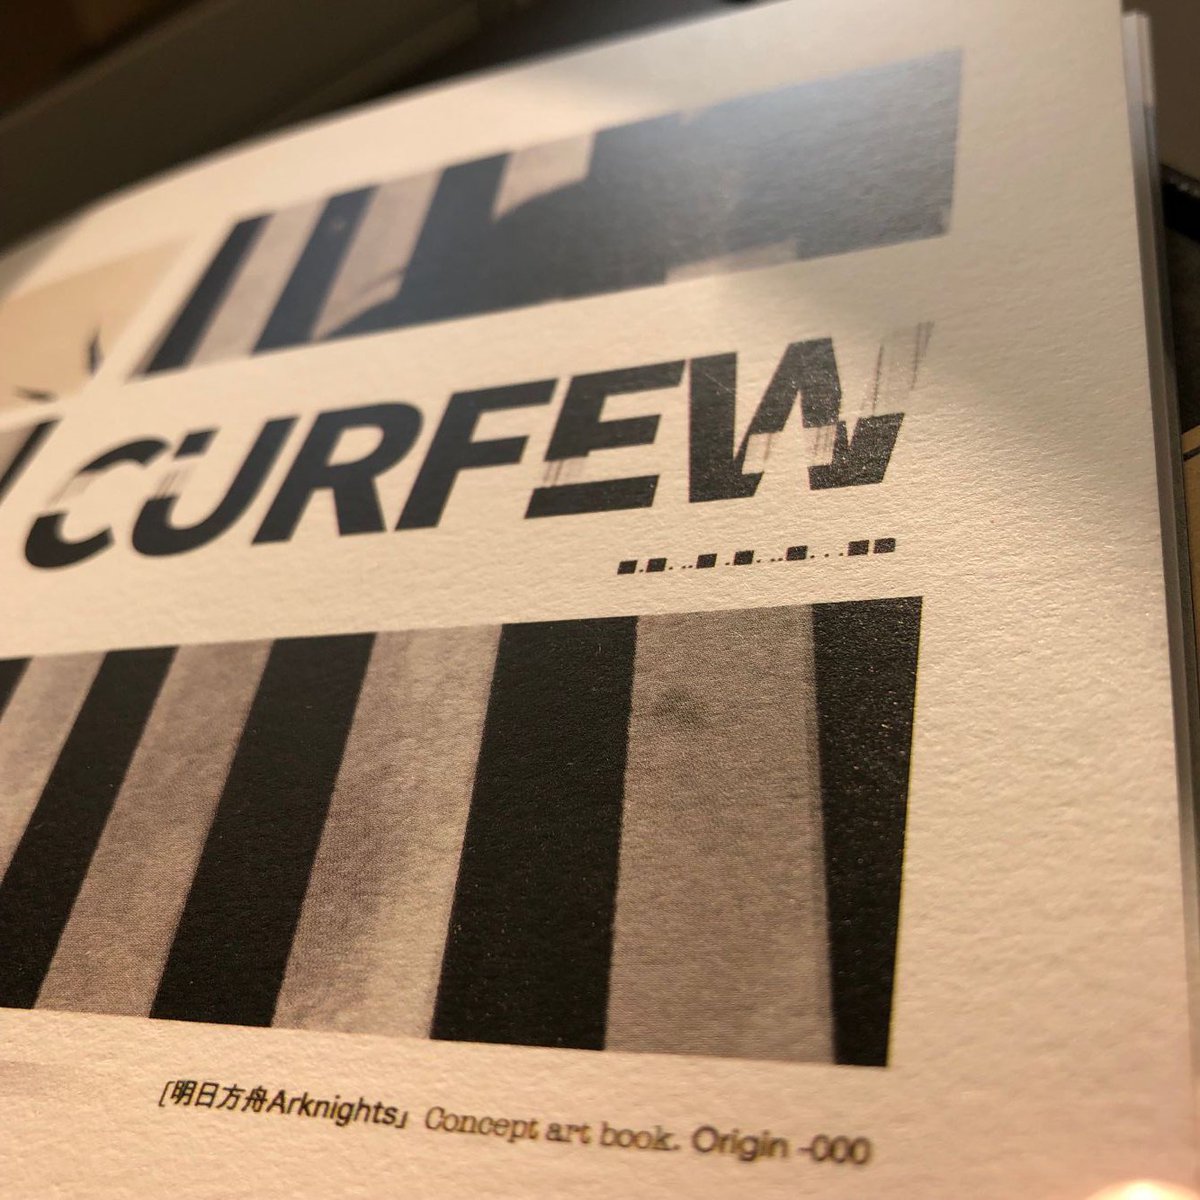 CURFEW
「明日方舟Arknights」 Concept art book. Origin -000